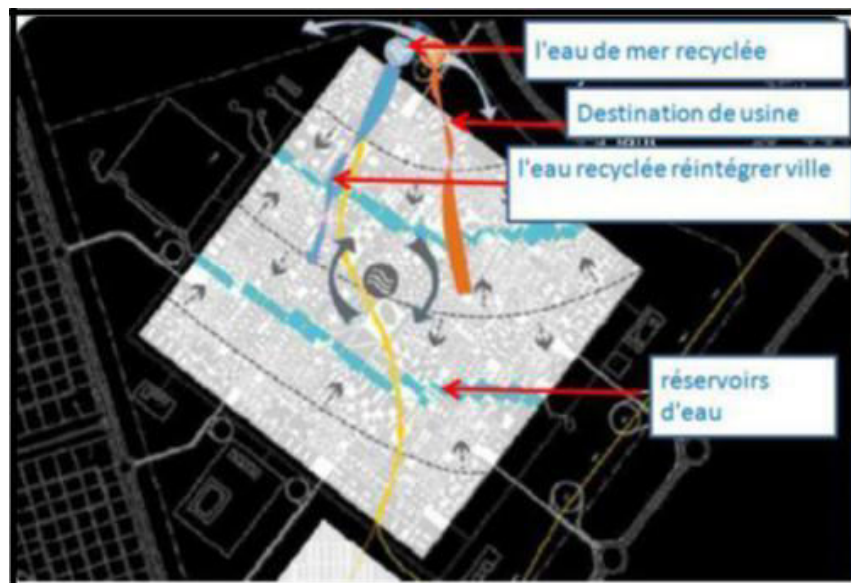 l'eau de mer recyclée
Destination de usine
l'eau recyclée réintégrer ville
réservoirs
d'eau